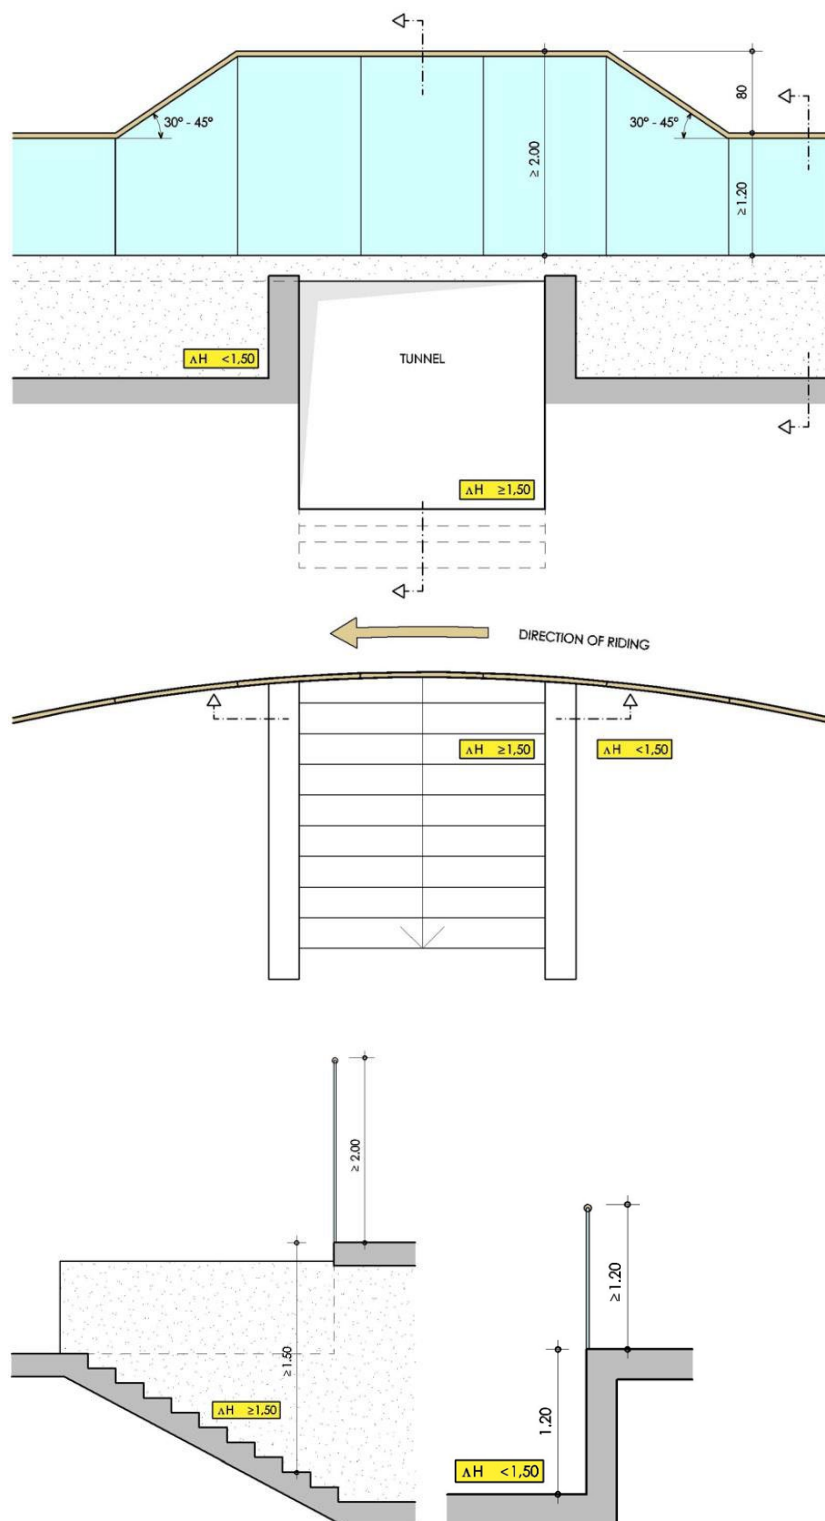 80
30° - 45°
30° - 45°
≥ 2.00
≥1.20
ΔH <1,50
TUNNEL
ΔH ≥1,50
DIRECTION OF RIDING
ΔH ≥1,50
ΔH <1,50
≥ 2.00
≥1.20
≥1.50
ΔH ≥1,50
1.20
ΔH <1,50